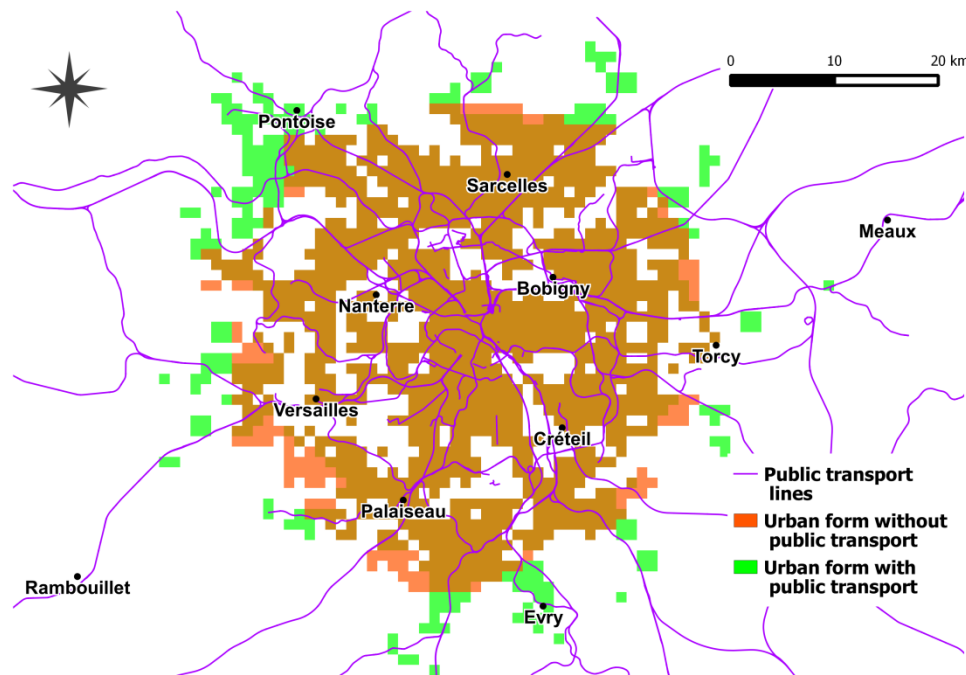 0 10 20 km
Pontoise
Sarcelles
Meaux
Bobigny
Nanterre
Torcy
Versailles
Créteil
Palaiseau
Rambouillet
Evry
Public transport
lines
Urban form without
public transport
Urban form with
public transport